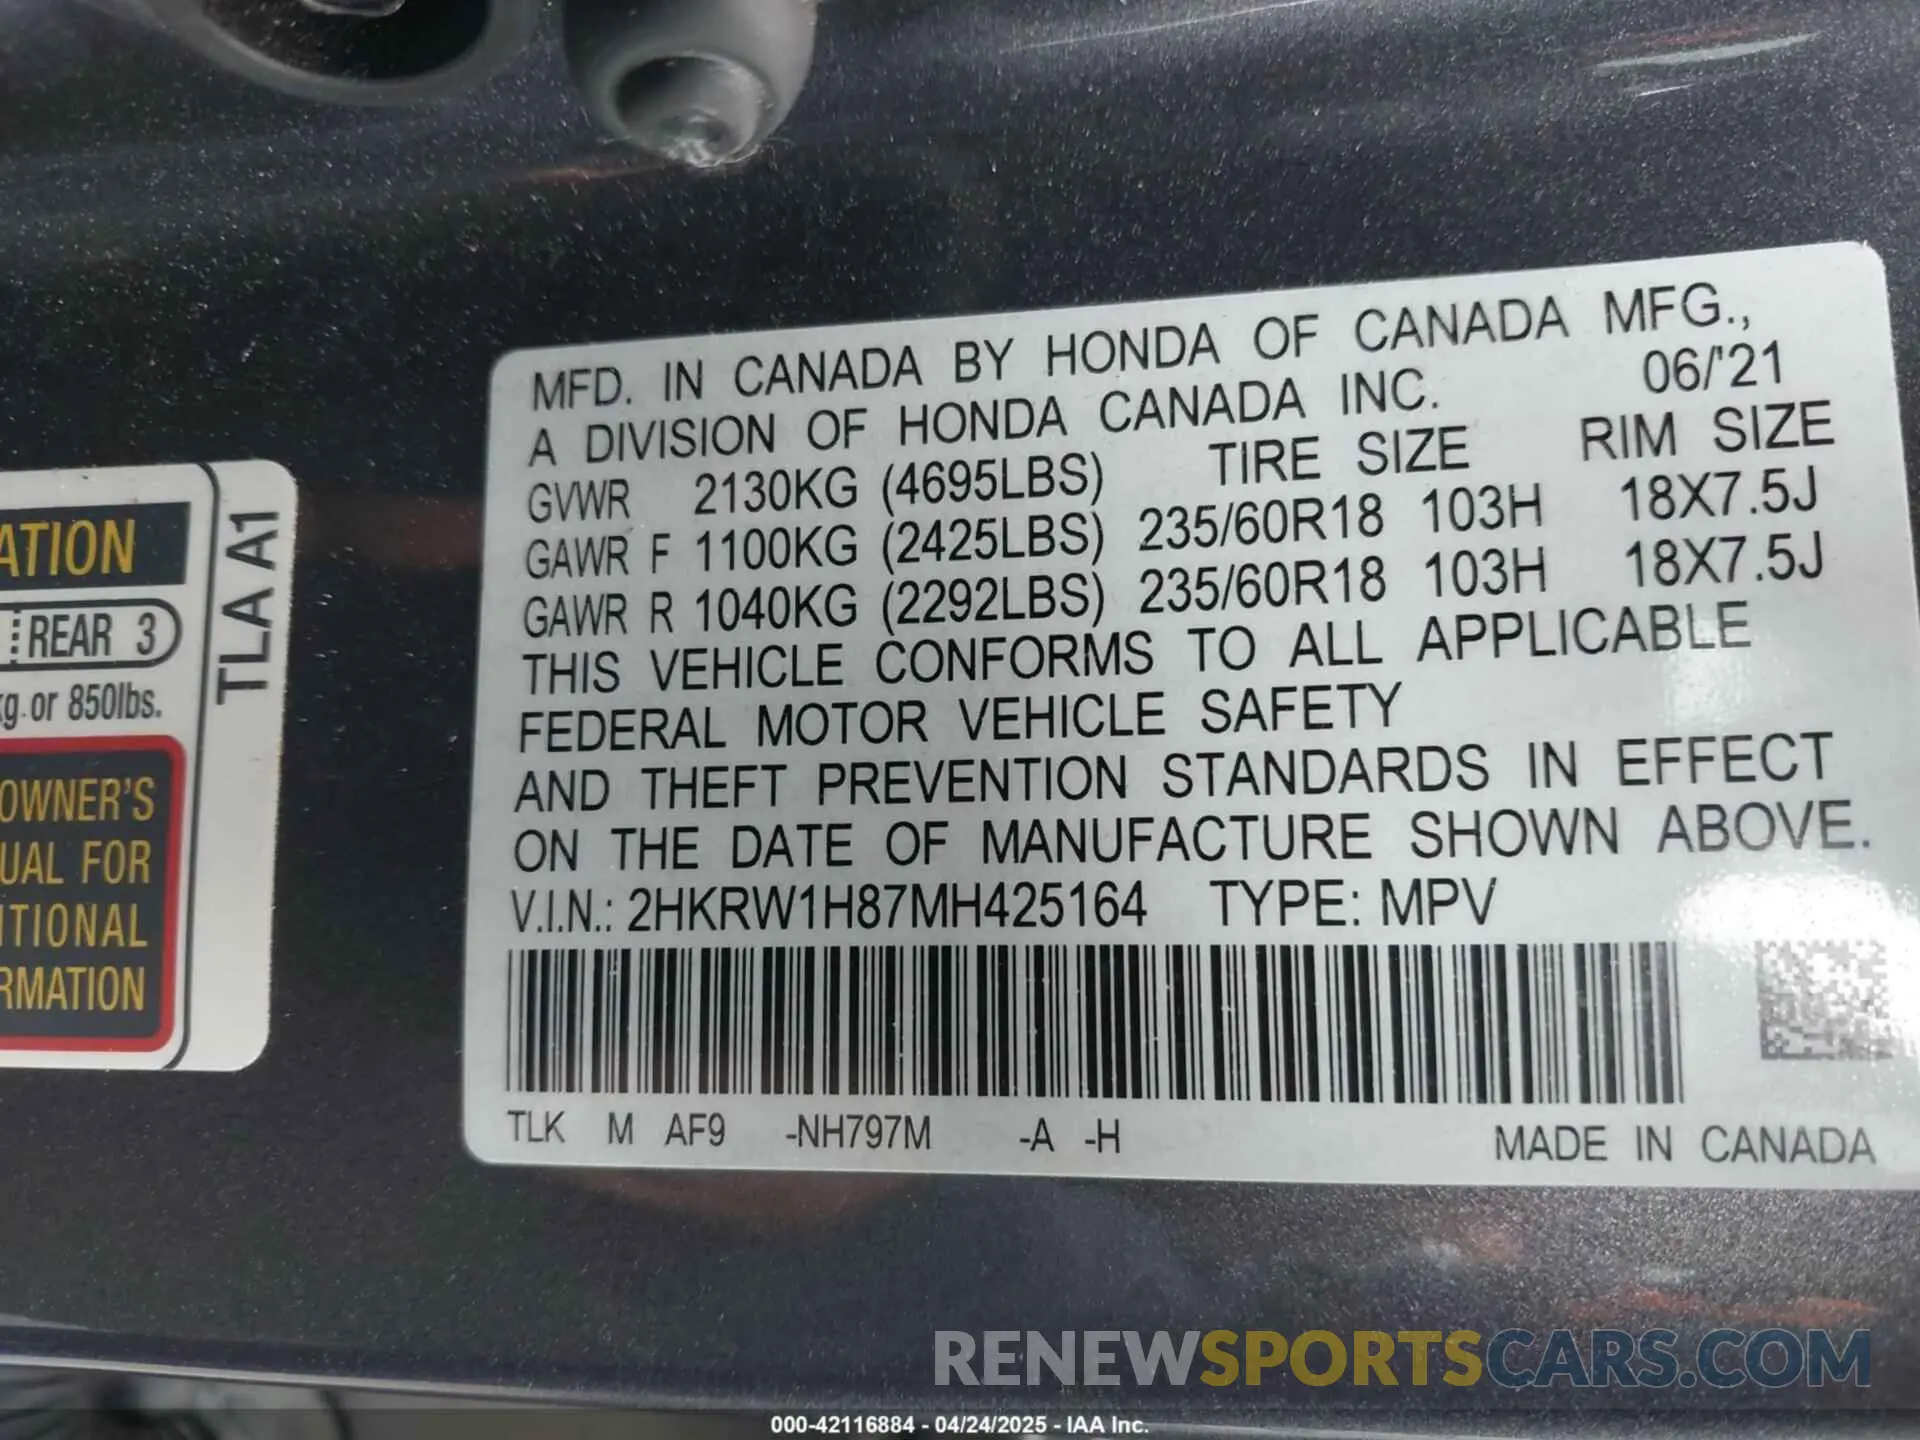 ATION
REAR 3
kg or 850lbs.
OWNER'S
UAL FOR
ITIONAL
RMATION
TLA A1
MFD. IN CANADA BY HONDA OF CANADA MFG.,
A DIVISION OF HONDA CANADA INC. 06/'21
GVWR 2130KG (4695LBS) TIRE SIZE RIM SIZE
GAWR F 1100KG (2425LBS) 235/60R18 103H 18X7.5J
GAWR R 1040KG (2292LBS) 235/60R18 103H 18X7.5J
THIS VEHICLE CONFORMS TO ALL APPLICABLE
FEDERAL MOTOR VEHICLE SAFETY
AND THEFT PREVENTION STANDARDS IN EFFECT
ON THE DATE OF MANUFACTURE SHOWN ABOVE.
V.I.N.: 2HKRW1H87MH425164 TYPE: MPV
TLK M AF9 -NH797M -A -H MADE IN CANADA
RENEWSPORTSCARS.COM
000-42116884 - 04/24/2025 - IAA Inc.